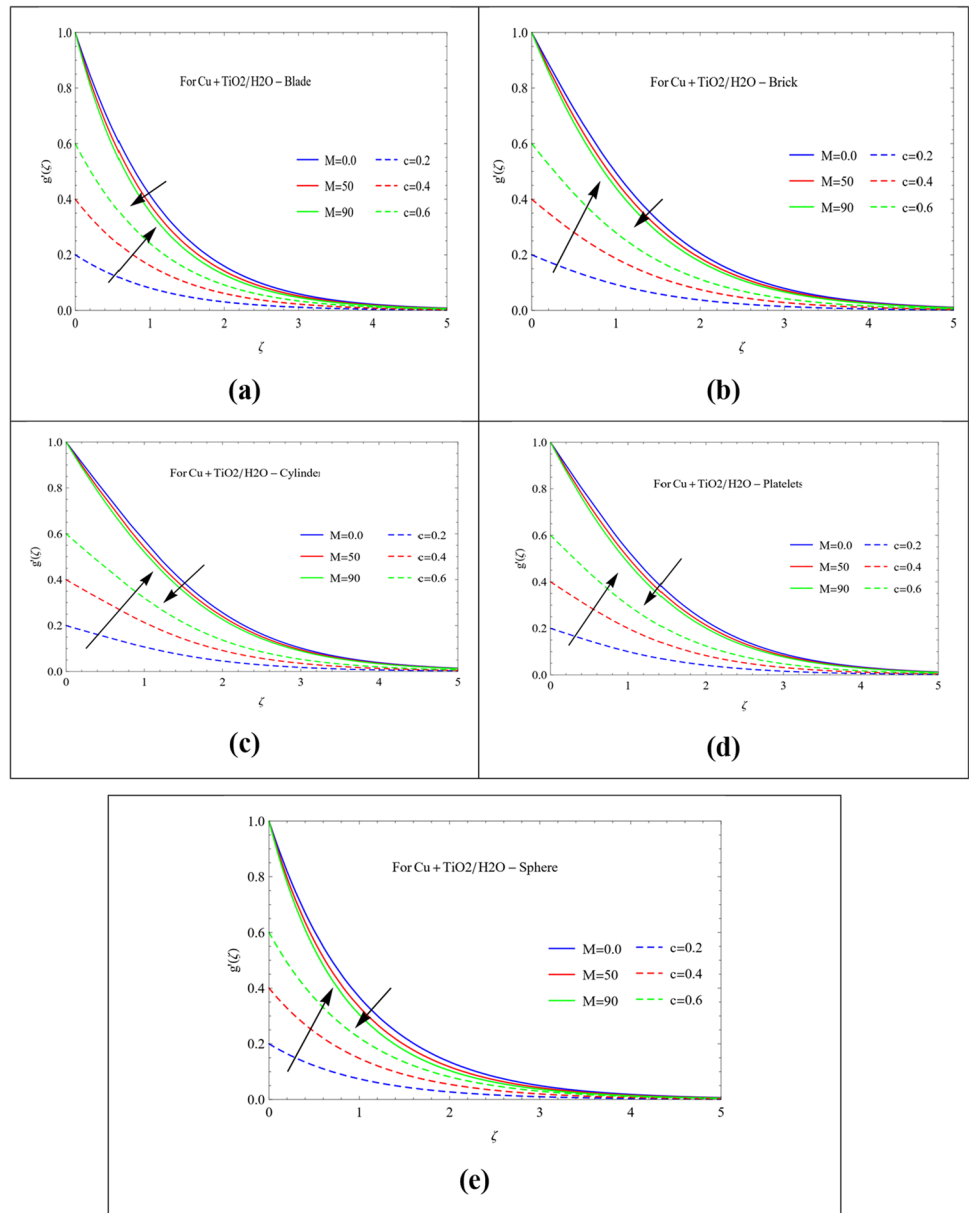 For Cu + TiO2/H2O – Blade
g'(ζ)
1.0
0.8
0.6
0.4
0.2
0.0
M=0.0 c=0.2
M=50 c=0.4
M=90 c=0.6
0 1 2 3 4 5
ζ
(a)
For Cu + TiO2/H2O – Brick
g'(ζ)
1.0
0.8
0.6
0.4
0.2
0.0
M=0.0 c=0.2
M=50 c=0.4
M=90 c=0.6
0 1 2 3 4 5
ζ
(b)
For Cu + TiO2/H2O – Cylinder
g'(ζ)
1.0
0.8
0.6
0.4
0.2
0.0
M=0.0 c=0.2
M=50 c=0.4
M=90 c=0.6
0 1 2 3 4 5
ζ
(c)
For Cu + TiO2/H2O – Platelets
g'(ζ)
1.0
0.8
0.6
0.4
0.2
0.0
M=0.0 c=0.2
M=50 c=0.4
M=90 c=0.6
0 1 2 3 4 5
ζ
(d)
For Cu + TiO2/H2O – Sphere
g'(ζ)
1.0
0.8
0.6
0.4
0.2
0.0
M=0.0 c=0.2
M=50 c=0.4
M=90 c=0.6
0 1 2 3 4 5
ζ
(e)